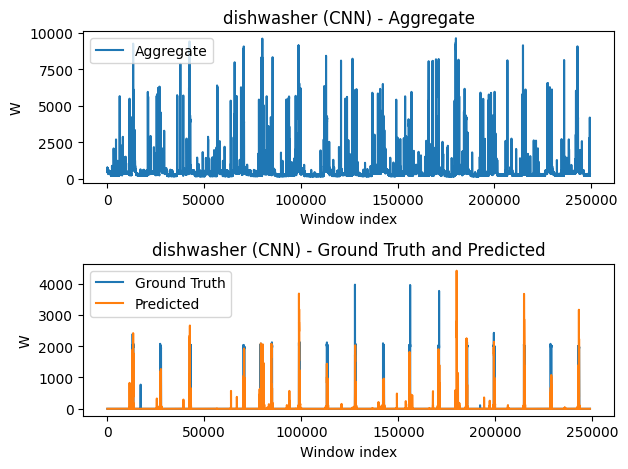 dishwasher (CNN) - Aggregate
10000
7500
5000
2500
0
W
Aggregate
0 50000 100000 150000 200000 250000
Window index
dishwasher (CNN) - Ground Truth and Predicted
4000
3000
2000
1000
0
W
Ground Truth
Predicted
0 50000 100000 150000 200000 250000
Window index